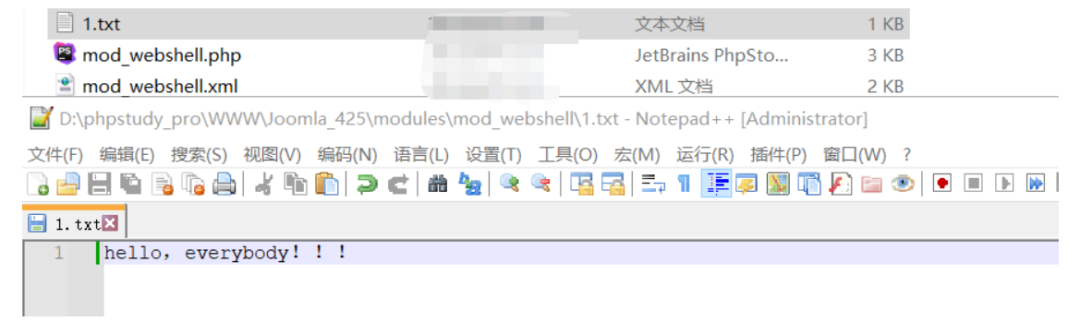 1.txt 文本文档 1 KB
mod_webshell.php JetBrains PhpSto... 3 KB
mod_webshell.xml XML 文档 2 KB
D:\phpstudy_pro\WWW\Joomla_425\modules\mod_webshell\1.txt - Notepad++ [Administrator]
文件(F) 编辑(E) 搜索(S) 视图(V) 编码(N) 语言(L) 设置(T) 工具(O) 宏(M) 运行(R) 插件(P) 窗口(W) ?
1.txt
1 hello，everybody！！！